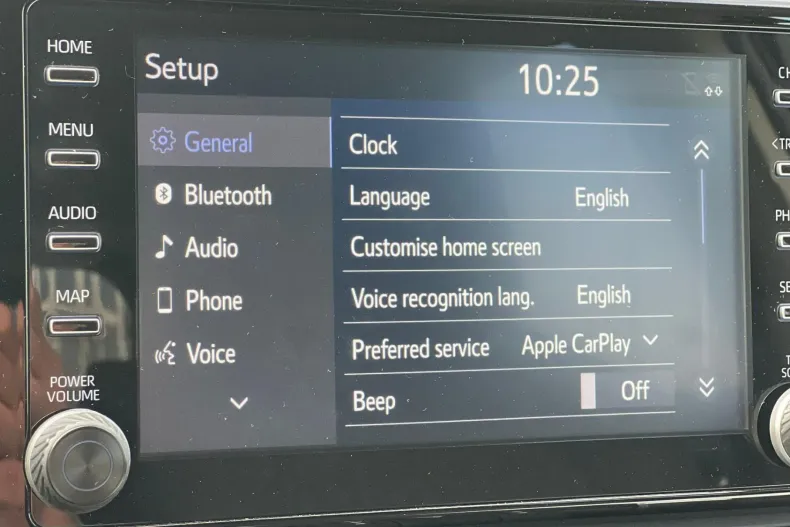 HOME
MENU
AUDIO
MAP
POWER
VOLUME
Setup
10:25
General
Bluetooth
Audio
Phone
Voice
Clock
Language English
Customise home screen
Voice recognition lang. English
Preferred service Apple CarPlay
Beep Off